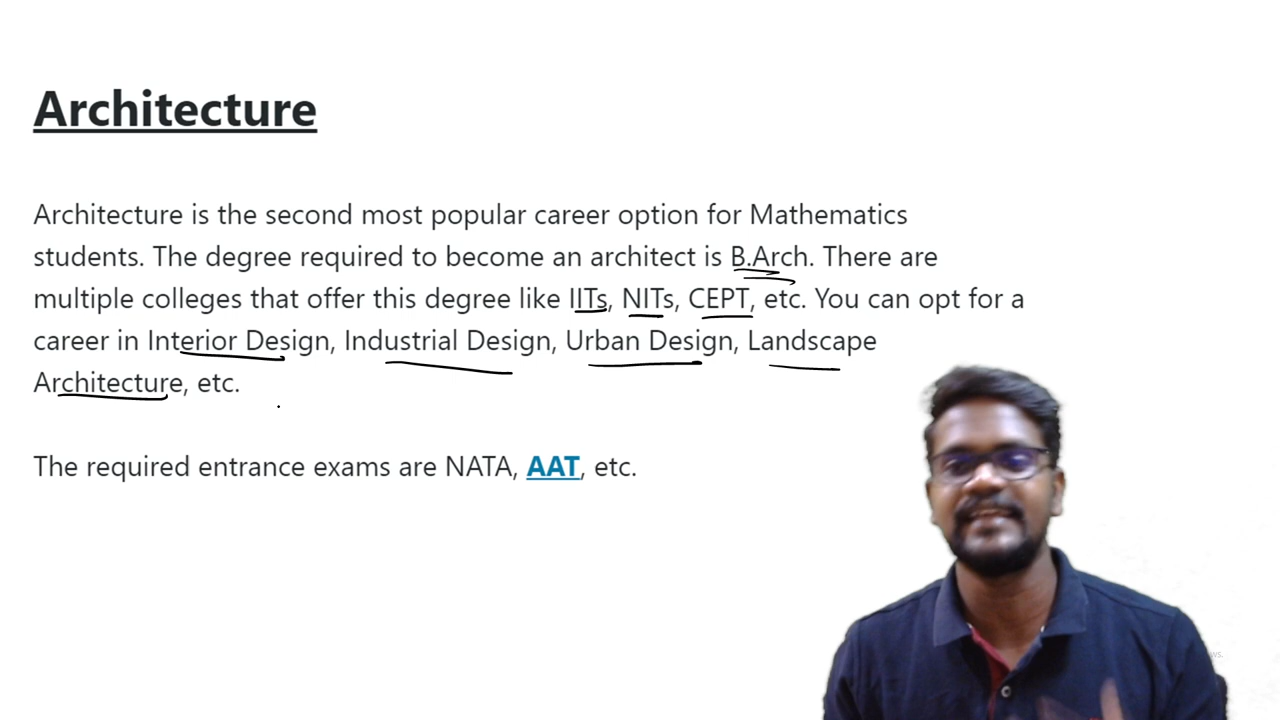 Architecture
Architecture is the second most popular career option for Mathematics
students. The degree required to become an architect is B.Arch. There are
multiple colleges that offer this degree like IITs, NITs, CEPT, etc. You can opt for a
career in Interior Design, Industrial Design, Urban Design, Landscape
Architecture, etc.
The required entrance exams are NATA, AAT, etc.